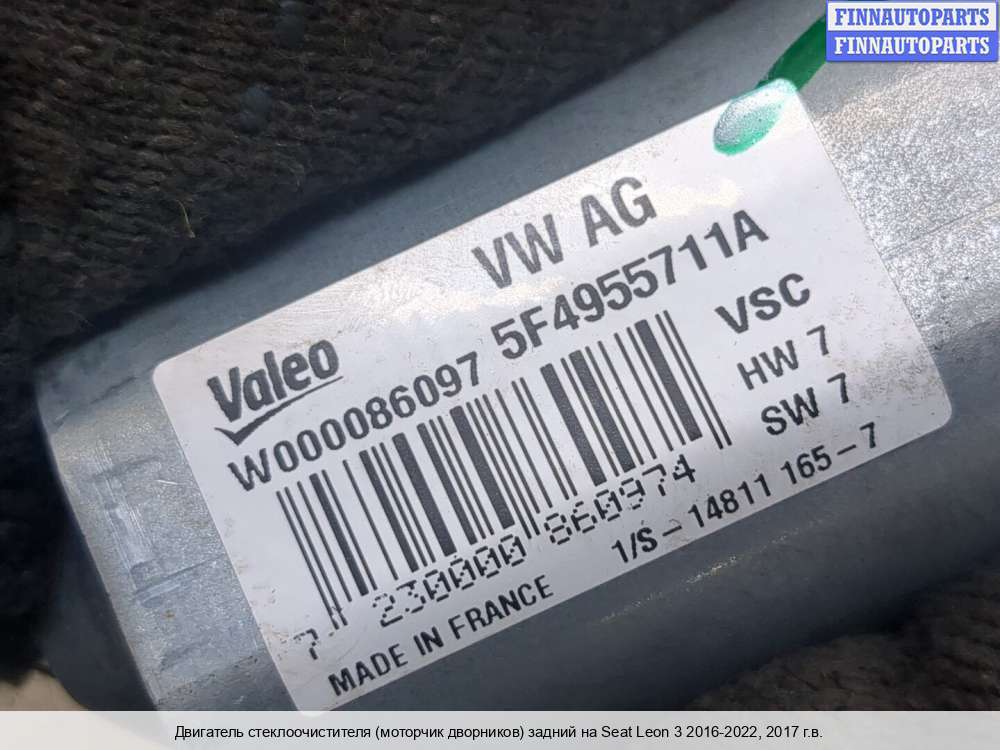 FINNAUTOPARTS
FINNAUTOPARTS
VW AG
Valeo
W000086097 5F4955711A
VSC
HW 7
SW 7
7 230000 860974
1/S - 14811 165 - 7
MADE IN FRANCE
Двигатель стеклоочистителя (моторчик дворников) задний на Seat Leon 3 2016-2022, 2017 г.в.